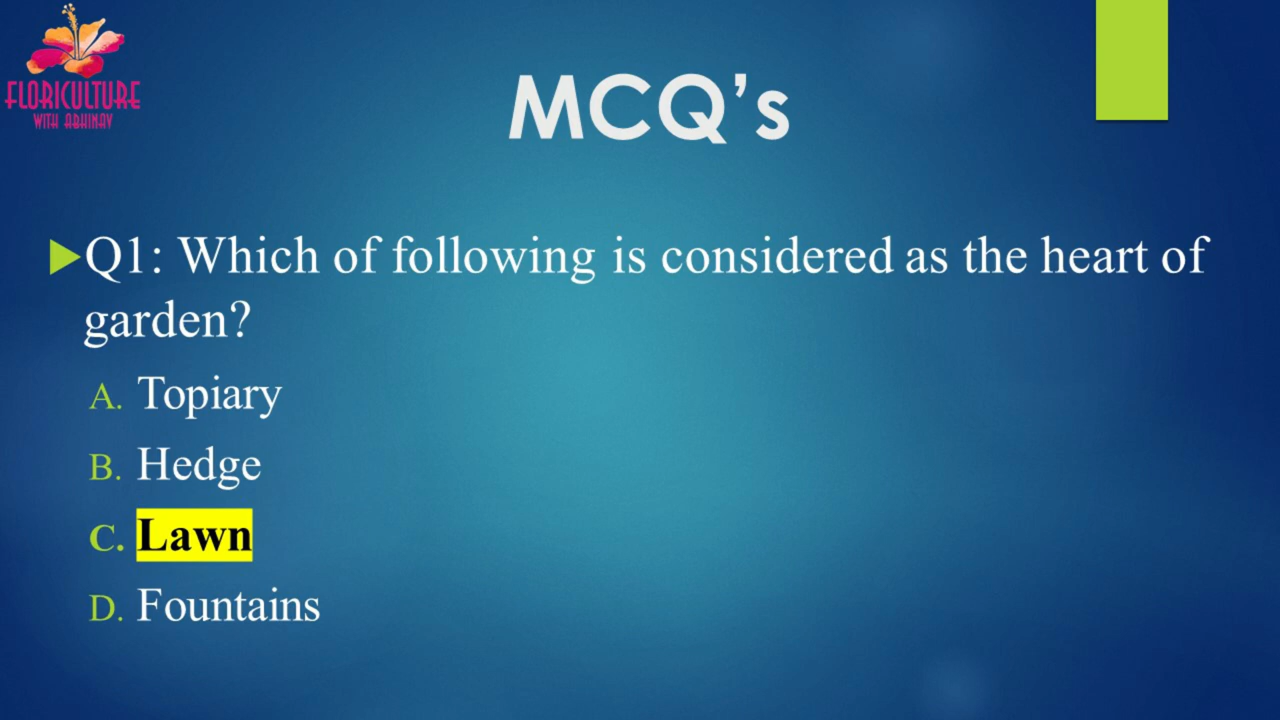 FLORICULTURE
WITH ABHINAV
MCQ’s
Q1: Which of following is considered as the heart of
garden?
A. Topiary
B. Hedge
C. Lawn
D. Fountains